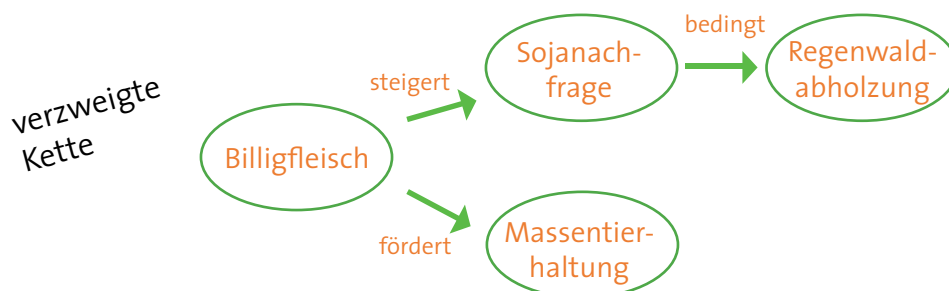 verzweigte
Kette
Billigfleisch
steigert
Sojanach-
frage
bedingt
Regenwald-
abholzung
fördert
Massentier-
haltung